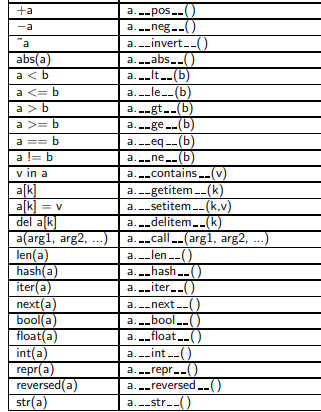 +a a.__pos__()
−a a.__neg__()
~a a.__invert__()
abs(a) a.__abs__()
a < b a.__lt__(b)
a <= b a.__le__(b)
a > b a.__gt__(b)
a >= b a.__ge__(b)
a == b a.__eq__(b)
a != b a.__ne__(b)
v in a a.__contains__(v)
a[k] a.__getitem__(k)
a[k] = v a.__setitem__(k,v)
del a[k] a.__delitem__(k)
a(arg1, arg2, ...) a.__call__(arg1, arg2, ...)
len(a) a.__len__()
hash(a) a.__hash__()
iter(a) a.__iter__()
next(a) a.__next__()
bool(a) a.__bool__()
float(a) a.__float__()
int(a) a.__int__()
repr(a) a.__repr__()
reversed(a) a.__reversed__()
str(a) a.__str__()